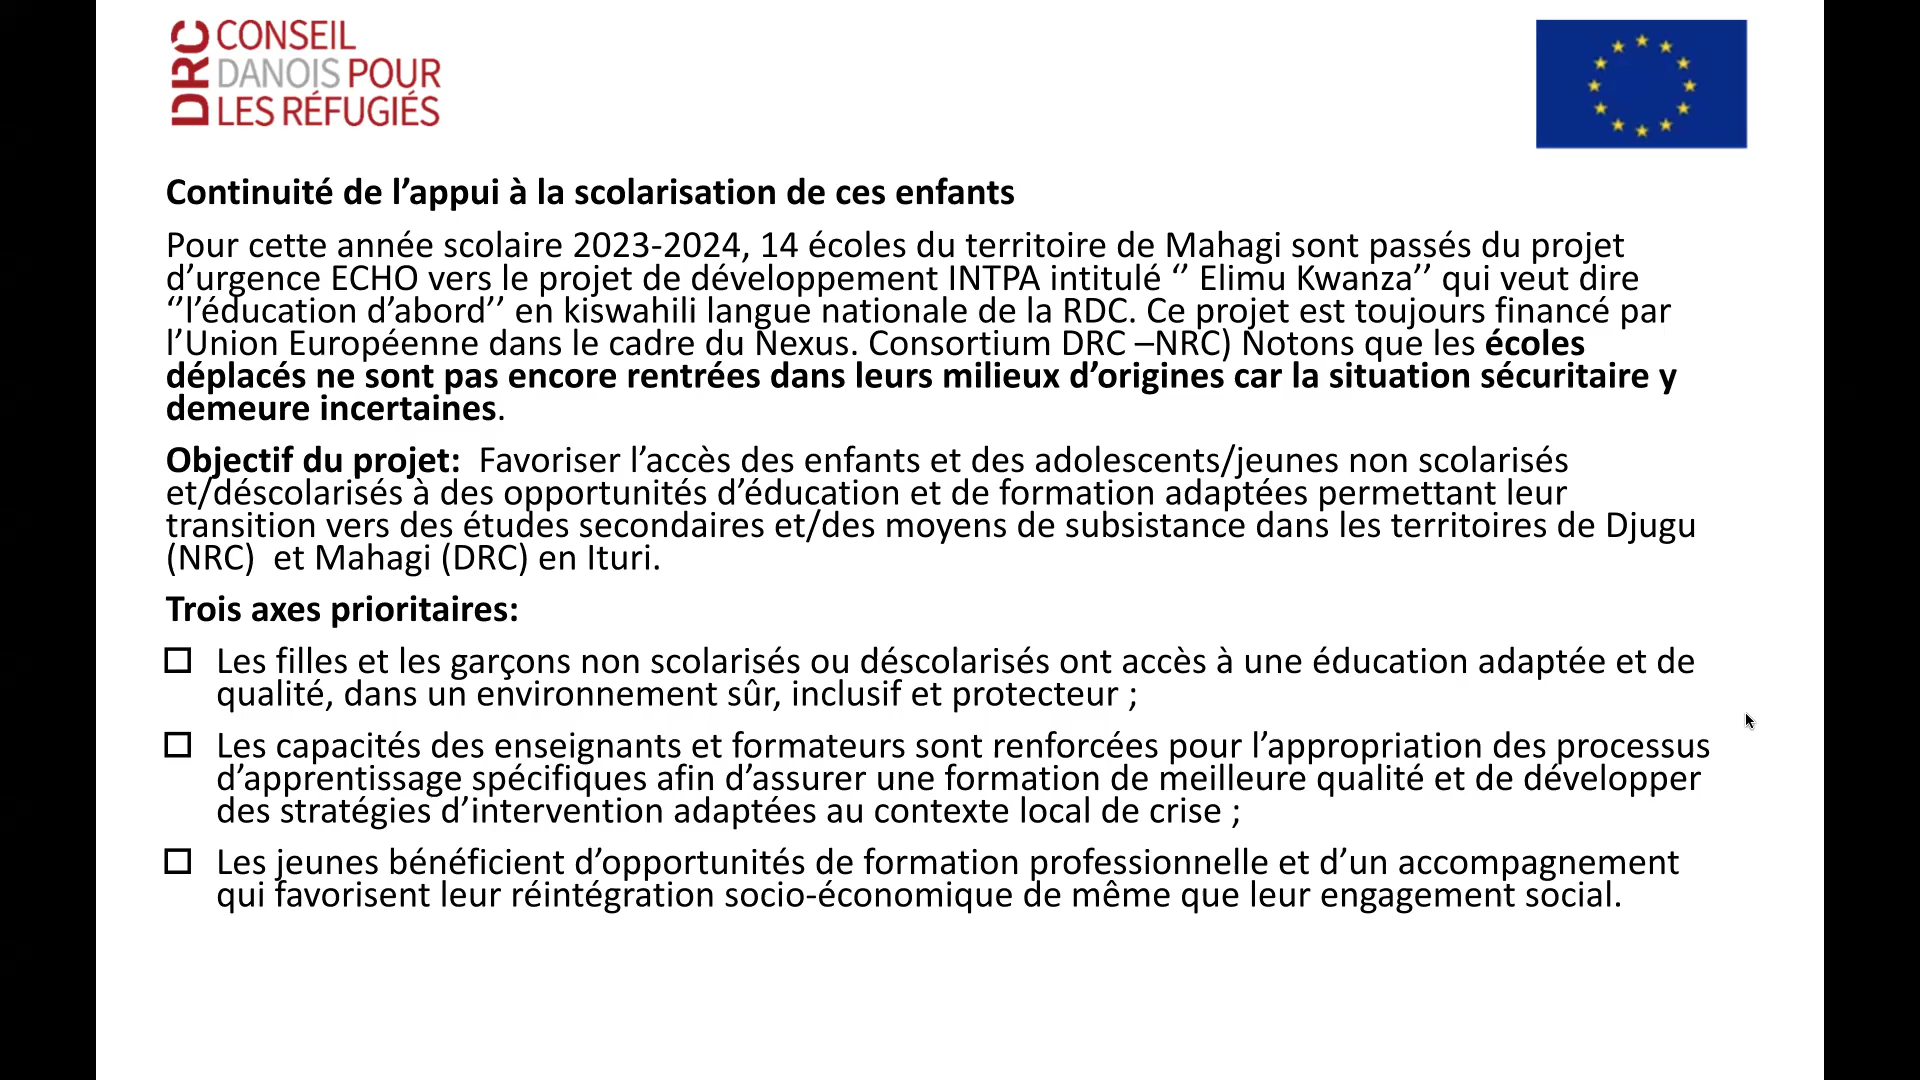 DRC
CONSEIL
DANOIS POUR
LES RÉFUGIÉS
Continuité de l’appui à la scolarisation de ces enfants
Pour cette année scolaire 2023-2024, 14 écoles du territoire de Mahagi sont passés du projet
d’urgence ECHO vers le projet de développement INTPA intitulé ‘’ Elimu Kwanza’’ qui veut dire
‘’l’éducation d’abord’’ en kiswahili langue nationale de la RDC. Ce projet est toujours financé par
l’Union Européenne dans le cadre du Nexus. Consortium DRC –NRC) Notons que les écoles
déplacés ne sont pas encore rentrées dans leurs milieux d’origines car la situation sécuritaire y
demeure incertaines.
Objectif du projet:  Favoriser l’accès des enfants et des adolescents/jeunes non scolarisés
et/déscolarisés à des opportunités d’éducation et de formation adaptées permettant leur
transition vers des études secondaires et/des moyens de subsistance dans les territoires de Djugu
(NRC)  et Mahagi (DRC) en Ituri.
Trois axes prioritaires:
☐ Les filles et les garçons non scolarisés ou déscolarisés ont accès à une éducation adaptée et de
qualité, dans un environnement sûr, inclusif et protecteur ;
☐ Les capacités des enseignants et formateurs sont renforcées pour l’appropriation des processus
d’apprentissage spécifiques afin d’assurer une formation de meilleure qualité et de développer
des stratégies d’intervention adaptées au contexte local de crise ;
☐ Les jeunes bénéficient d’opportunités de formation professionnelle et d’un accompagnement
qui favorisent leur réintégration socio-économique de même que leur engagement social.